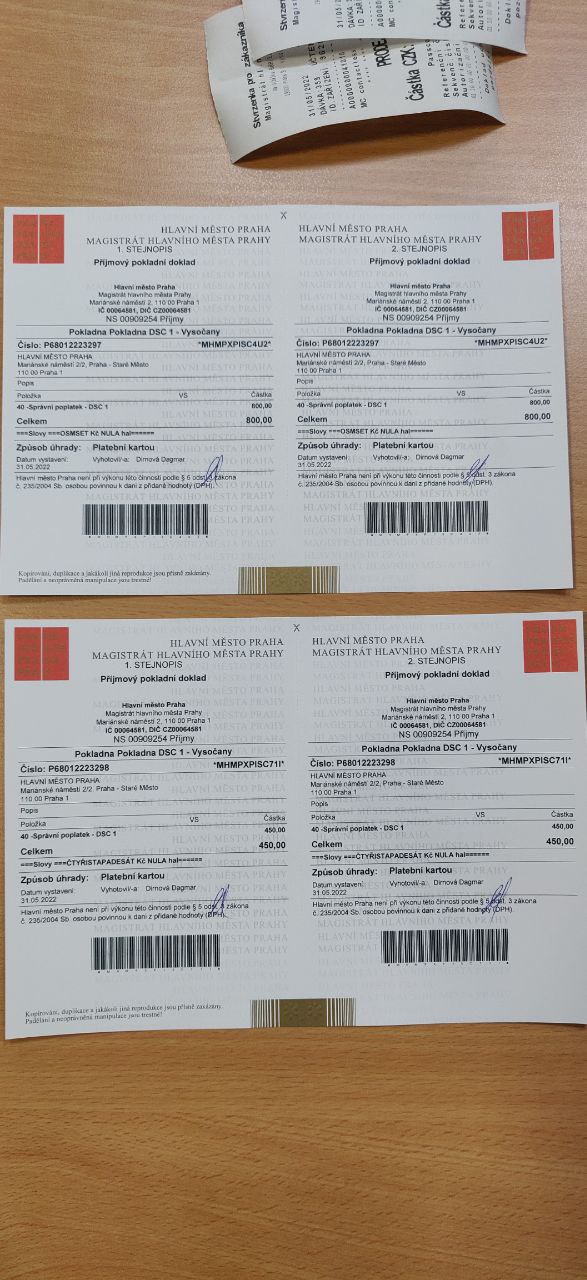 Stvrzenka pro zákazníka
31/05/2022
DÁVKA:359
ID ZAŘÍZENÍ
MC contactless
PRODEJ
Částka CZK:
HLAVNÍ MĚSTO PRAHA
MAGISTRÁT HLAVNÍHO MĚSTA PRAHY
1. STEJNOPIS
Příjmový pokladní doklad
Hlavní město Praha
Magistrát hlavního města Prahy
Mariánské náměstí 2, 110 00 Praha 1
IČ 00064581, DIČ CZ00064581
NS 00909254 Příjmy
Pokladna Pokladna DSC 1 - Vysočany
Číslo: P68012223297 *MHMPXPISC4U2*
HLAVNÍ MĚSTO PRAHA
Mariánské náměstí 2/2, Praha - Staré Město
110 00 Praha 1
Popis
Položka VS Částka
40 -Správní poplatek - DSC 1 800,00
Celkem 800,00
===Slovy ===OSMSET Kč NULA hal======
Způsob úhrady: Platební kartou
Datum vystavení: Vyhotovil/-a: Dirnová Dagmar
31.05.2022
Hlavní město Praha není při výkonu této činnosti podle § 5 odst. 3 zákona
č. 235/2004 Sb. osobou povinnou k dani z přidané hodnoty (DPH).
Kopírování, duplikace a jakákoli jiná reprodukce jsou přísně zakázány.
Padělání a neoprávněná manipulace jsou trestné!
HLAVNÍ MĚSTO PRAHA
MAGISTRÁT HLAVNÍHO MĚSTA PRAHY
2. STEJNOPIS
Příjmový pokladní doklad
Hlavní město Praha
Magistrát hlavního města Prahy
Mariánské náměstí 2, 110 00 Praha 1
IČ 00064581, DIČ CZ00064581
NS 00909254 Příjmy
Pokladna Pokladna DSC 1 - Vysočany
Číslo: P68012223297 *MHMPXPISC4U2*
HLAVNÍ MĚSTO PRAHA
Mariánské náměstí 2/2, Praha - Staré Město
110 00 Praha 1
Popis
Položka VS Částka
40 -Správní poplatek - DSC 1 800,00
Celkem 800,00
===Slovy ===OSMSET Kč NULA hal======
Způsob úhrady: Platební kartou
Datum vystavení: Vyhotovil/-a: Dirnová Dagmar
31.05.2022
Hlavní město Praha není při výkonu této činnosti podle § 5 odst. 3 zákona
č. 235/2004 Sb. osobou povinnou k dani z přidané hodnoty (DPH).
HLAVNÍ MĚSTO PRAHA
MAGISTRÁT HLAVNÍHO MĚSTA PRAHY
1. STEJNOPIS
Příjmový pokladní doklad
Hlavní město Praha
Magistrát hlavního města Prahy
Mariánské náměstí 2, 110 00 Praha 1
IČ 00064581, DIČ CZ00064581
NS 00909254 Příjmy
Pokladna Pokladna DSC 1 - Vysočany
Číslo: P68012223298 *MHMPXPISC71I*
HLAVNÍ MĚSTO PRAHA
Mariánské náměstí 2/2, Praha - Staré Město
110 00 Praha 1
Popis
Položka VS Částka
40 -Správní poplatek - DSC 1 450,00
Celkem 450,00
===Slovy ===ČTYŘISTAPADESÁT Kč NULA hal======
Způsob úhrady: Platební kartou
Datum vystavení: Vyhotovil/-a: Dirnová Dagmar
31.05.2022
Hlavní město Praha není při výkonu této činnosti podle § 5 odst. 3 zákona
č. 235/2004 Sb. osobou povinnou k dani z přidané hodnoty (DPH).
Kopírování, duplikace a jakákoli jiná reprodukce jsou přísně zakázány.
Padělání a neoprávněná manipulace jsou trestné!
HLAVNÍ MĚSTO PRAHA
MAGISTRÁT HLAVNÍHO MĚSTA PRAHY
2. STEJNOPIS
Příjmový pokladní doklad
Hlavní město Praha
Magistrát hlavního města Prahy
Mariánské náměstí 2, 110 00 Praha 1
IČ 00064581, DIČ CZ00064581
NS 00909254 Příjmy
Pokladna Pokladna DSC 1 - Vysočany
Číslo: P68012223298 *MHMPXPISC71I*
HLAVNÍ MĚSTO PRAHA
Mariánské náměstí 2/2, Praha - Staré Město
110 00 Praha 1
Popis
Položka VS Částka
40 -Správní poplatek - DSC 1 450,00
Celkem 450,00
===Slovy ===ČTYŘISTAPADESÁT Kč NULA hal======
Způsob úhrady: Platební kartou
Datum vystavení: Vyhotovil/-a: Dirnová Dagmar
31.05.2022
Hlavní město Praha není při výkonu této činnosti podle § 5 odst. 3 zákona
č. 235/2004 Sb. osobou povinnou k dani z přidané hodnoty (DPH).